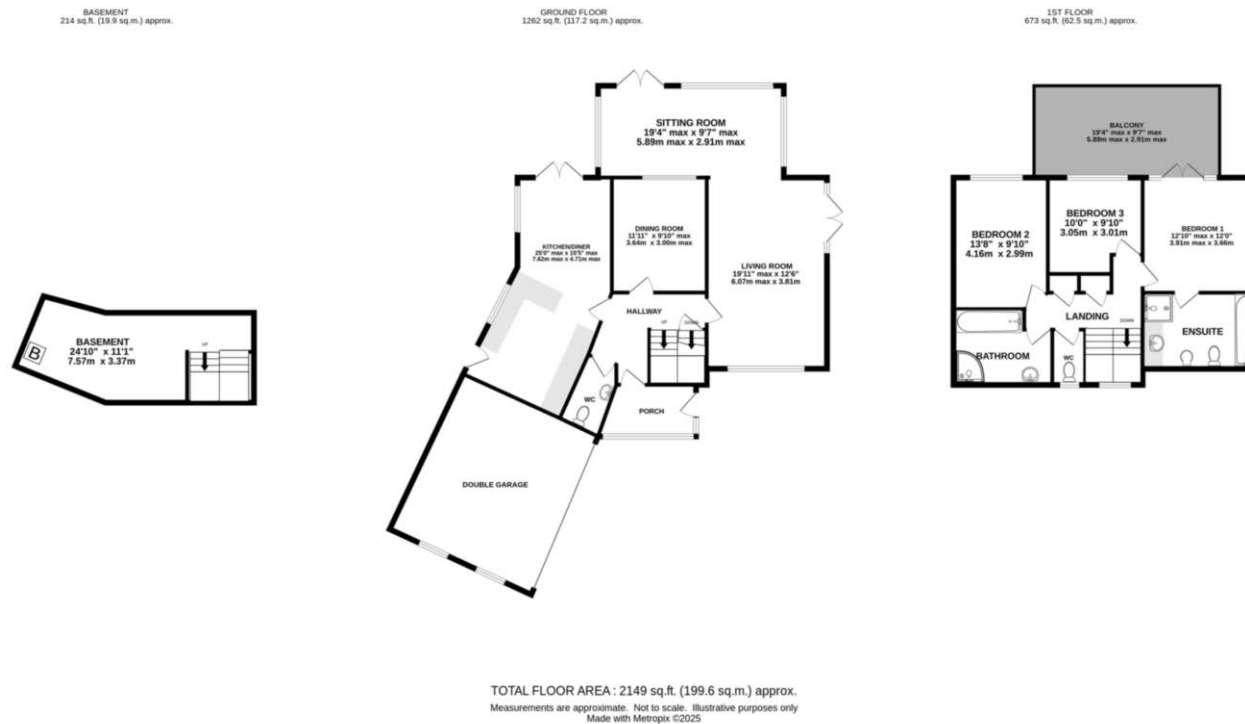 BASEMENT
214 sq.ft. (19.9 sq.m.) approx.
GROUND FLOOR
1262 sq.ft. (117.2 sq.m.) approx.
1ST FLOOR
673 sq.ft. (62.5 sq.m.) approx.
SITTING ROOM
19'4" max x 9'7" max
5.89m max x 2.91m max
BALCONY
19'4" max x 9'7" max
5.89m max x 2.91m max
KITCHEN/DINER
25'0" max x 15'5" max
7.62m max x 4.71m max
DINING ROOM
11'11" x 9'10" max
3.64m x 3.00m max
LIVING ROOM
19'11" max x 12'6"
6.07m max x 3.81m
BEDROOM 2
13'8" x 9'10"
4.16m x 2.99m
BEDROOM 3
10'0" x 9'10"
3.05m x 3.01m
BEDROOM 1
12'10" max x 12'0"
3.91m max x 3.66m
HALLWAY
UP
DOWN
LANDING
DOWN
ENSUITE
BATHROOM
WC
BASEMENT
24'10" x 11'1"
7.57m x 3.37m
UP
B
WC
PORCH
DOUBLE GARAGE
TOTAL FLOOR AREA : 2149 sq.ft. (199.6 sq.m.) approx.
Measurements are approximate. Not to scale. Illustrative purposes only
Made with Metropix ©2025